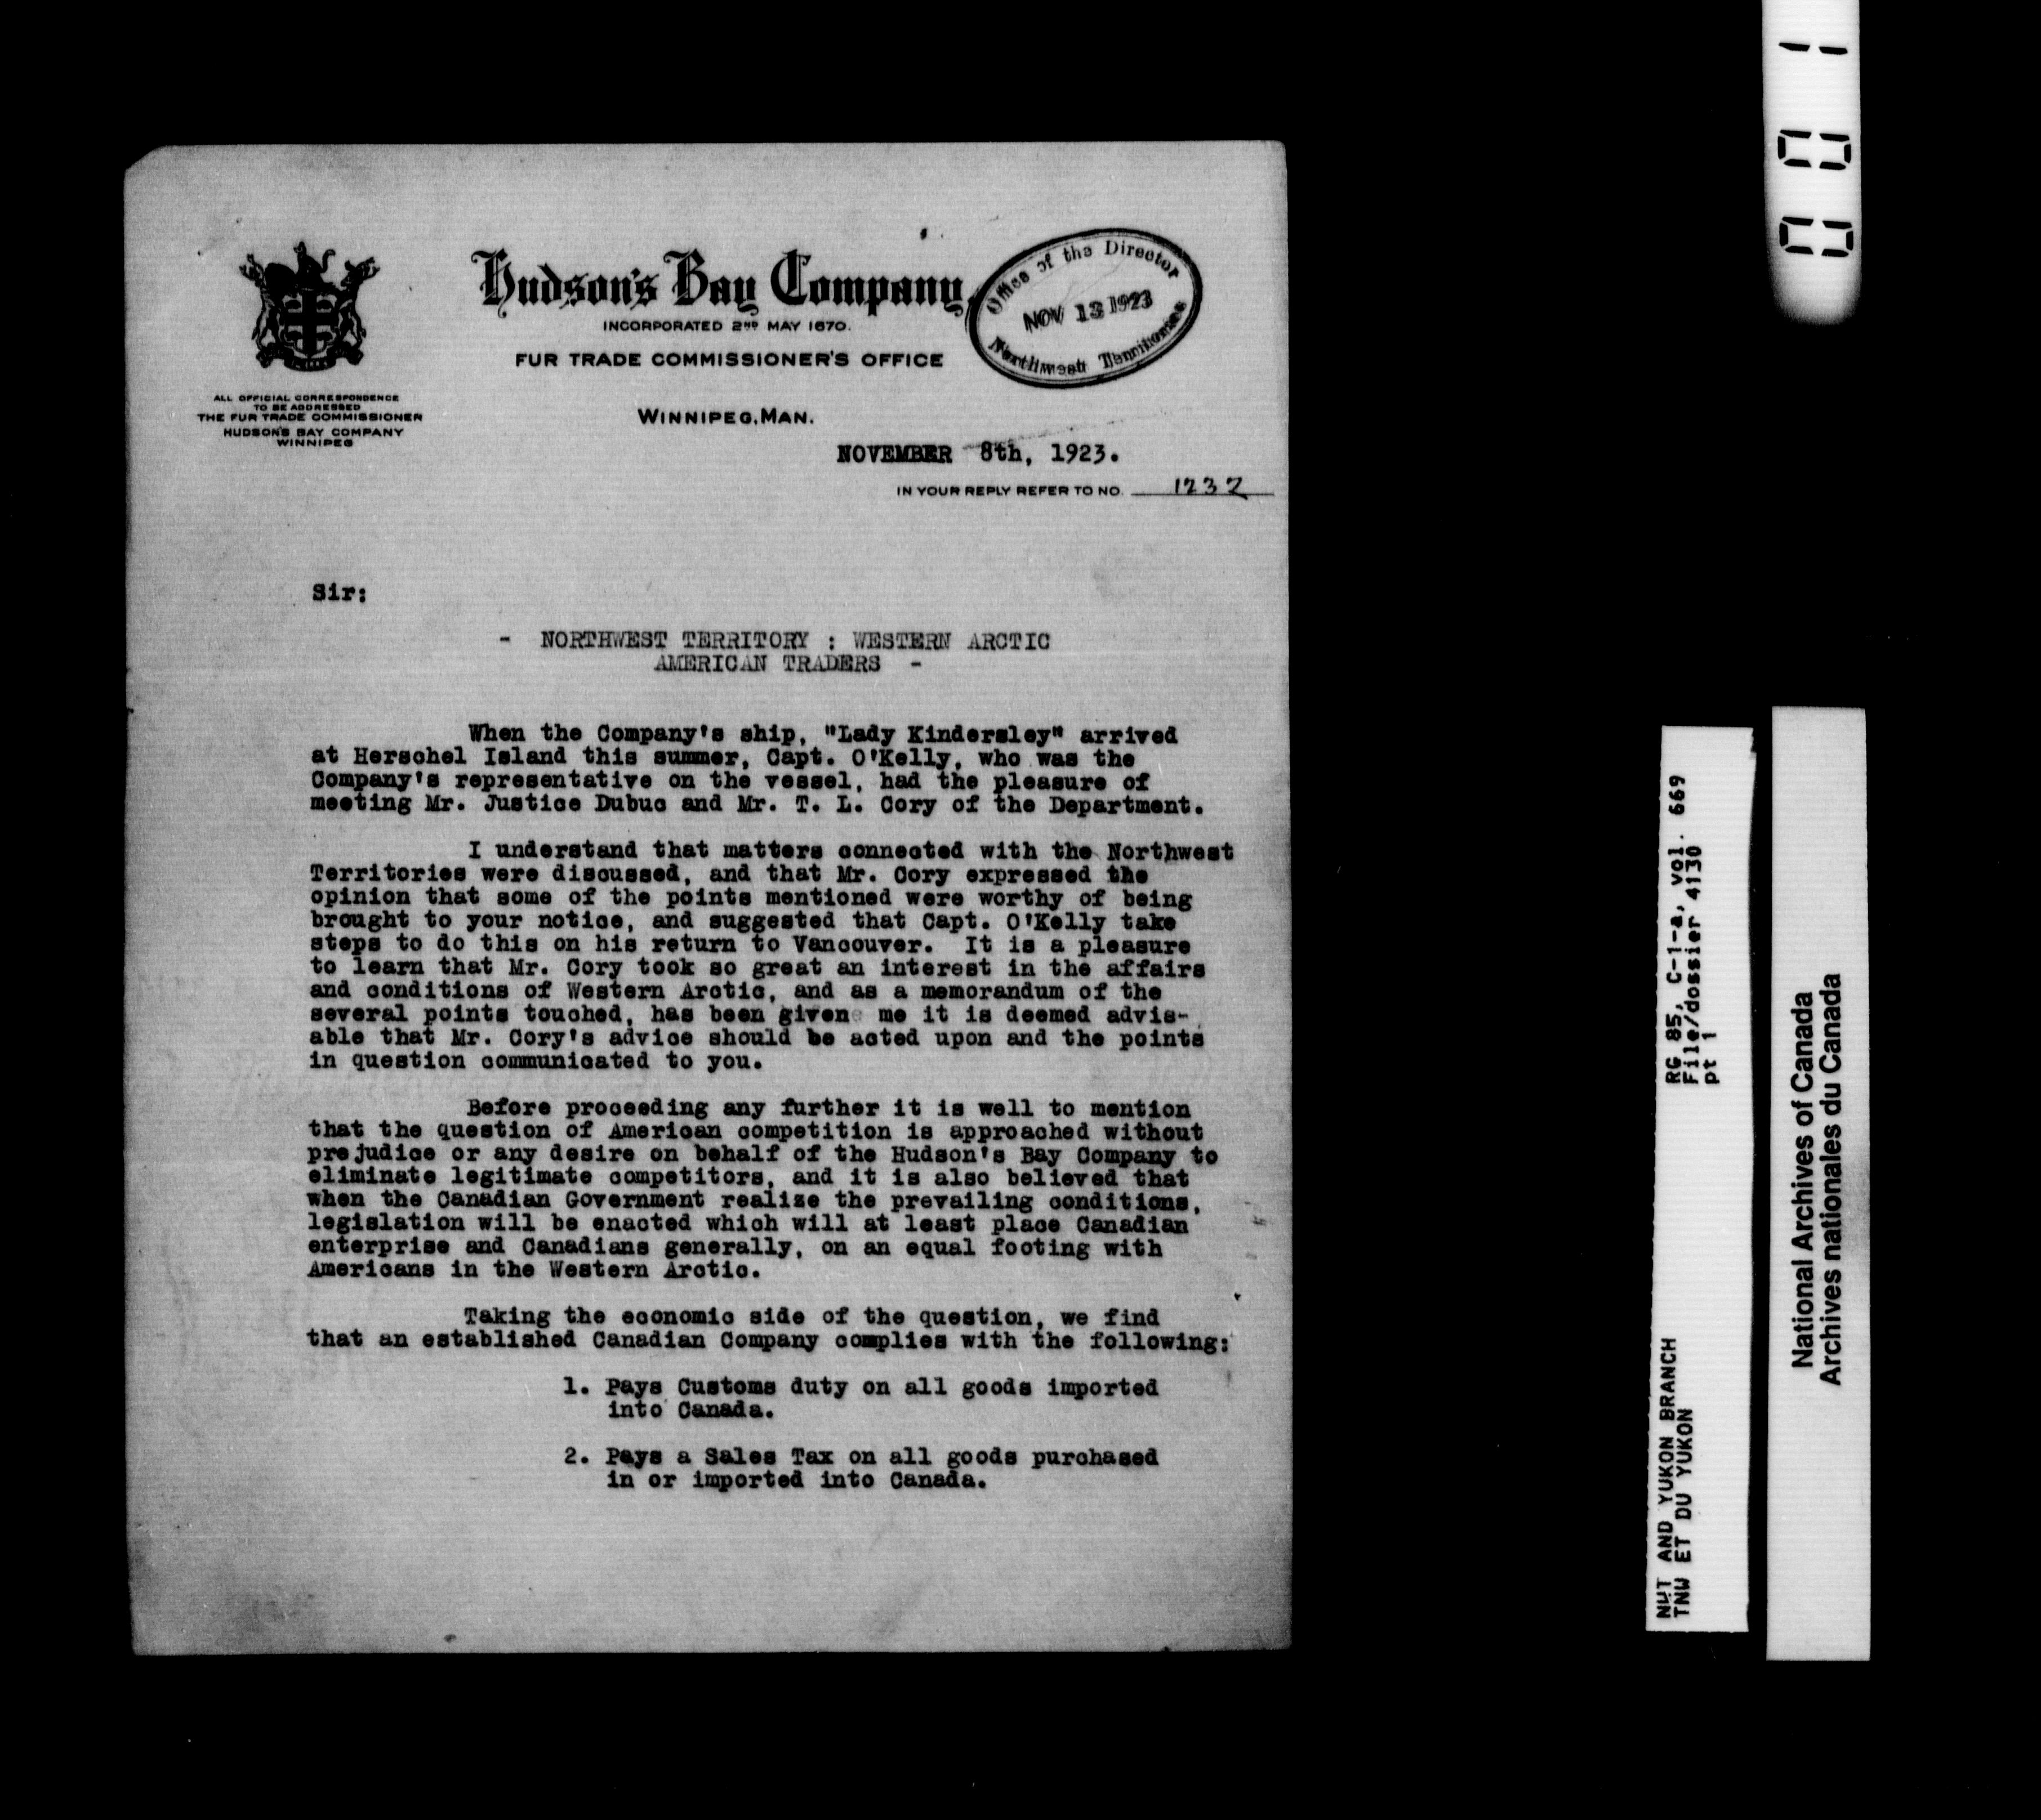 Hudson's Bay Company,
INCORPORATED 2ND MAY 1670.
FUR TRADE COMMISSIONER'S OFFICE
Office of the Director
NOV 13 1923
Northwest Territories
ALL OFFICIAL CORRESPONDENCE
TO BE ADDRESSED
THE FUR TRADE COMMISSIONER
HUDSON'S BAY COMPANY
WINNIPEG
WINNIPEG, MAN.
NOVEMBER 8th, 1923.
IN YOUR REPLY REFER TO NO. 1232
Sir:
- NORTHWEST TERRITORY : WESTERN ARCTIC
AMERICAN TRADERS -
When the Company's ship, "Lady Kindersley" arrived
at Herschel Island this summer, Capt. O'Kelly, who was the
Company's representative on the vessel, had the pleasure of
meeting Mr. Justice Dubuc and Mr. T. L. Cory of the Department.
I understand that matters connected with the Northwest
Territories were discussed, and that Mr. Cory expressed the
opinion that some of the points mentioned were worthy of being
brought to your notice, and suggested that Capt. O'Kelly take
steps to do this on his return to Vancouver. It is a pleasure
to learn that Mr. Cory took so great an interest in the affairs
and conditions of Western Arctic, and as a memorandum of the
several points touched, has been given me it is deemed advis-
able that Mr. Cory's advice should be acted upon and the points
in question communicated to you.
Before proceeding any further it is well to mention
that the question of American competition is approached without
prejudice or any desire on behalf of the Hudson's Bay Company to
eliminate legitimate competitors, and it is also believed that
when the Canadian Government realize the prevailing conditions,
legislation will be enacted which will at least place Canadian
enterprise and Canadians generally, on an equal footing with
Americans in the Western Arctic.
Taking the economic side of the question, we find
that an established Canadian Company complies with the following:
1. Pays Customs duty on all goods imported
into Canada.
2. Pays a Sales Tax on all goods purchased
in or imported into Canada.
001
RG 85, C-1-a, vol. 669
File/dossier 4130
pt 1
NWT AND YUKON BRANCH
TNW ET DU YUKON
National Archives of Canada
Archives nationales du Canada